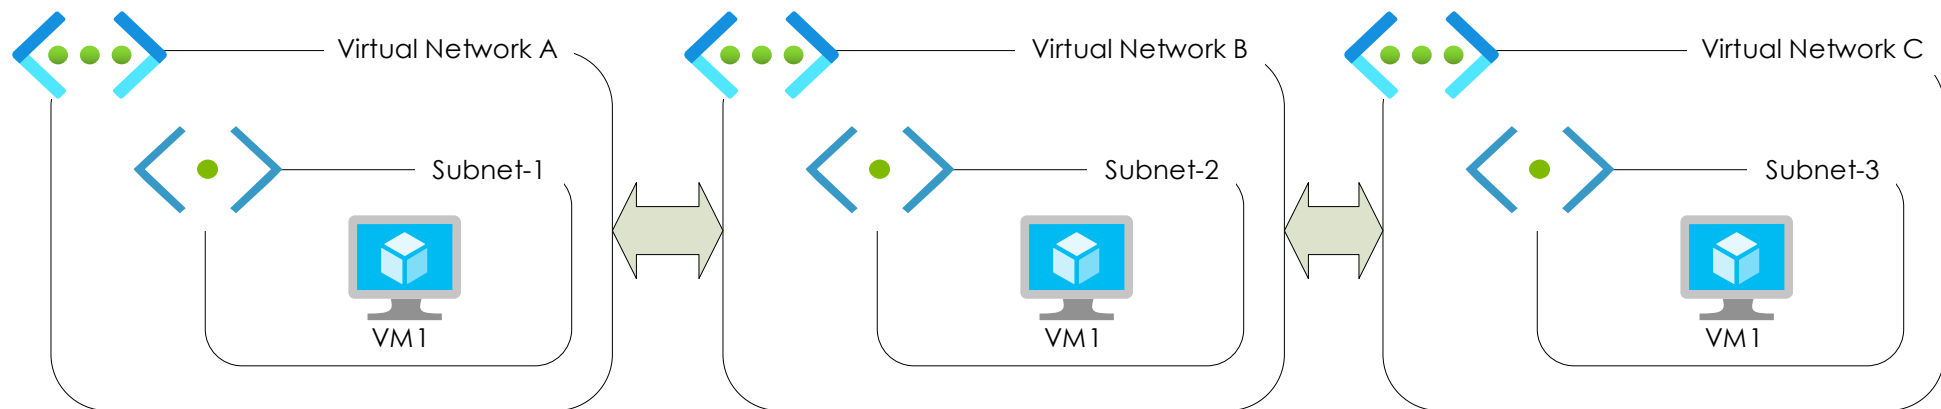 Virtual Network A
Virtual Network B
Virtual Network C
Subnet-1
Subnet-2
Subnet-3
VM1
VM1
VM1